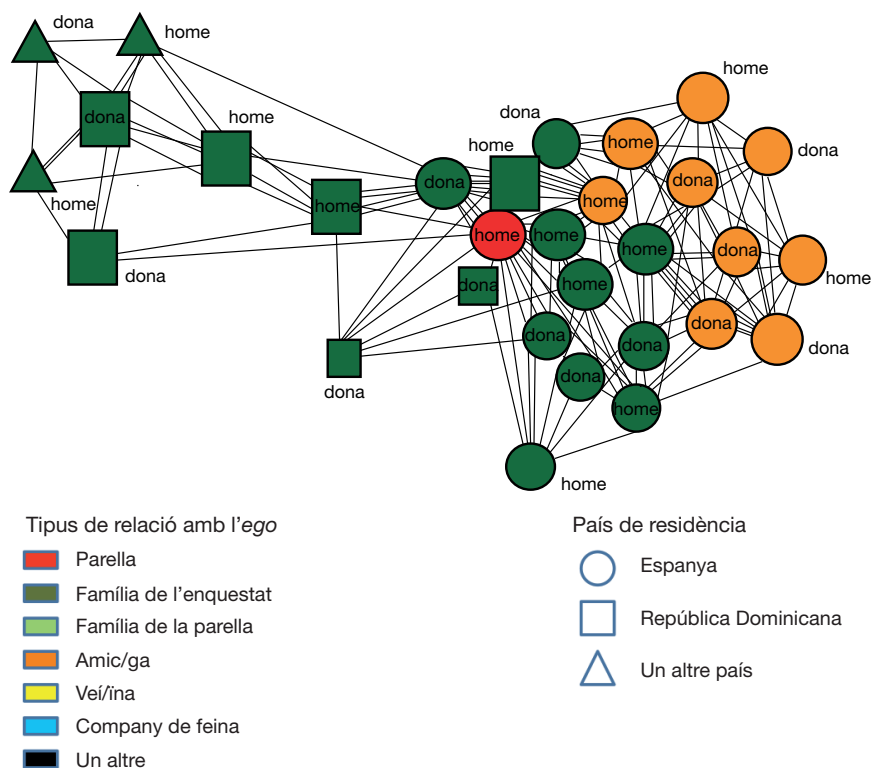 dona
home
home
dona
home
dona
home
dona
home
home
dona
home
dona
dona
home
home
dona
home
home
home
dona
home
dona
dona
home
dona
dona
dona
dona
dona
home
home
Tipus de relació amb l'ego
Parella
Família de l'enquestat
Família de la parella
Amic/ga
Veí/ïna
Company de feina
Un altre
País de residència
Espanya
República Dominicana
Un altre país